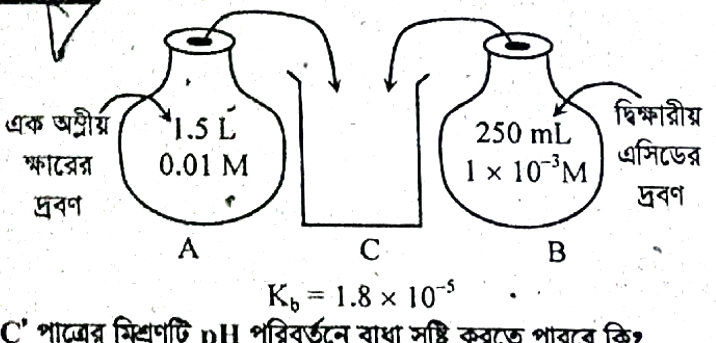 এক অম্লীয় ক্ষারের দ্রবণ
1.5 L
0.01 M
250 mL
1 × 10⁻³M
দ্বিক্ষারীয় এসিডের দ্রবণ
A
C
B
K_b = 1.8 × 10⁻⁵
C' পাত্রের মিশ্রণটি pH পরিবর্তনে বাধা সৃষ্টি করতে পারবে কি?